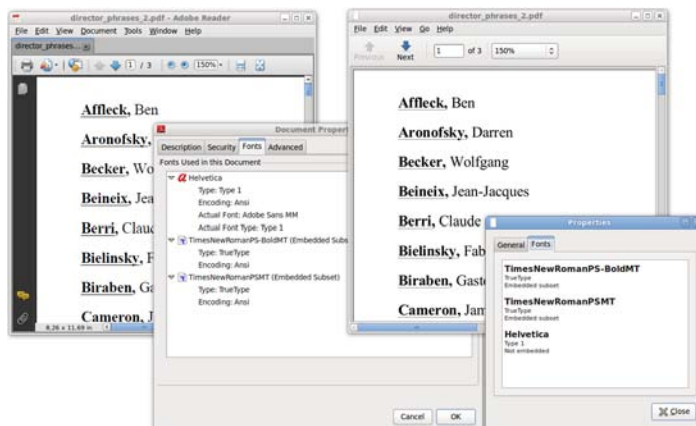 director_phrases_2.pdf - Adobe Reader
File Edit View Document Tools Window Help
director_phrases...
1 / 3 150%
Affleck, Ben
Aronofsky,
Becker, Wo
Beineix, Jea
Berri, Claud
Bielinsky, F
Biraben, Ga
Cameron, J
8,26 x 11,69 in
Document Propert
Description Security Fonts Advanced
Fonts Used in this Document
Helvetica
Type: Type 1
Encoding: Ansi
Actual Font: Adobe Sans MM
Actual Font Type: Type 1
TimesNewRomanPS-BoldMT (Embedded Subs
Type: TrueType
Encoding: Ansi
TimesNewRomanPSMT (Embedded Subset)
Type: TrueType
Encoding: Ansi
Cancel OK
director_phrases_2.pdf
File Edit View Go Help
Previous Next 1 of 3 150%
Affleck, Ben
Aronofsky, Darren
Becker, Wolfgang
Beineix, Jean-Jacques
Berri, Claude
Bielinsky, Fab
Biraben, Gasto
Cameron, Jam
Properties
General Fonts
TimesNewRomanPS-BoldMT
TrueType
Embedded subset
TimesNewRomanPSMT
TrueType
Embedded subset
Helvetica
Type 1
Not embedded
Close